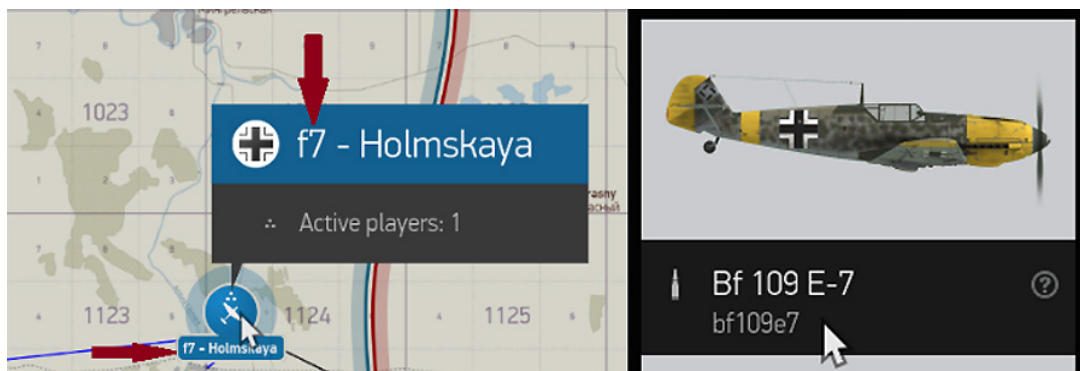 1023
f7 - Holmskaya
Active players: 1
1123
1124
1125
f7 - Holmskaya
Bf 109 E-7
bf109e7
?